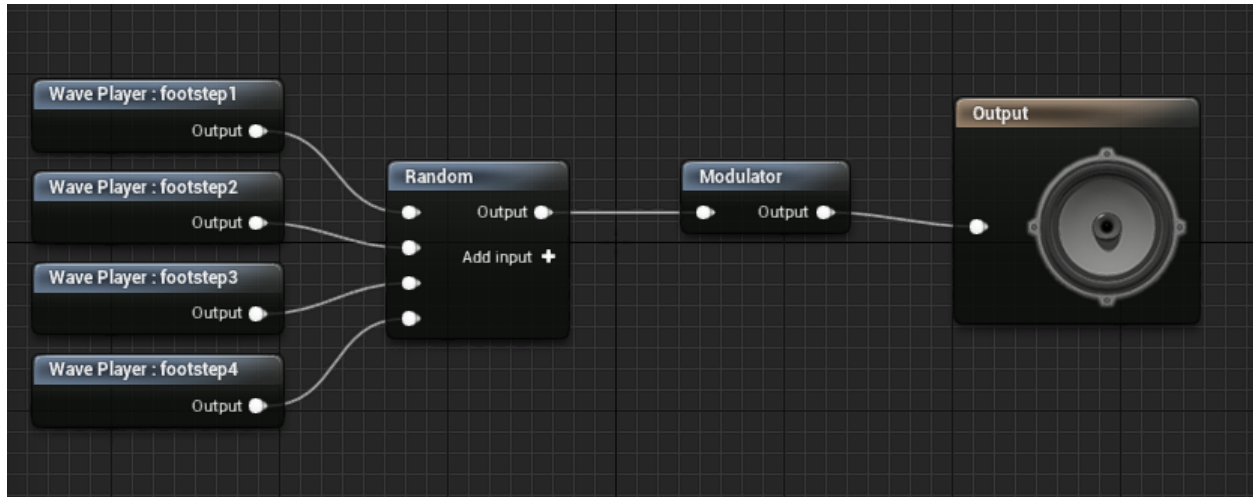 Wave Player : footstep1
Output
Wave Player : footstep2
Output
Wave Player : footstep3
Output
Wave Player : footstep4
Output
Random
Output
Add input
Modulator
Output
Output